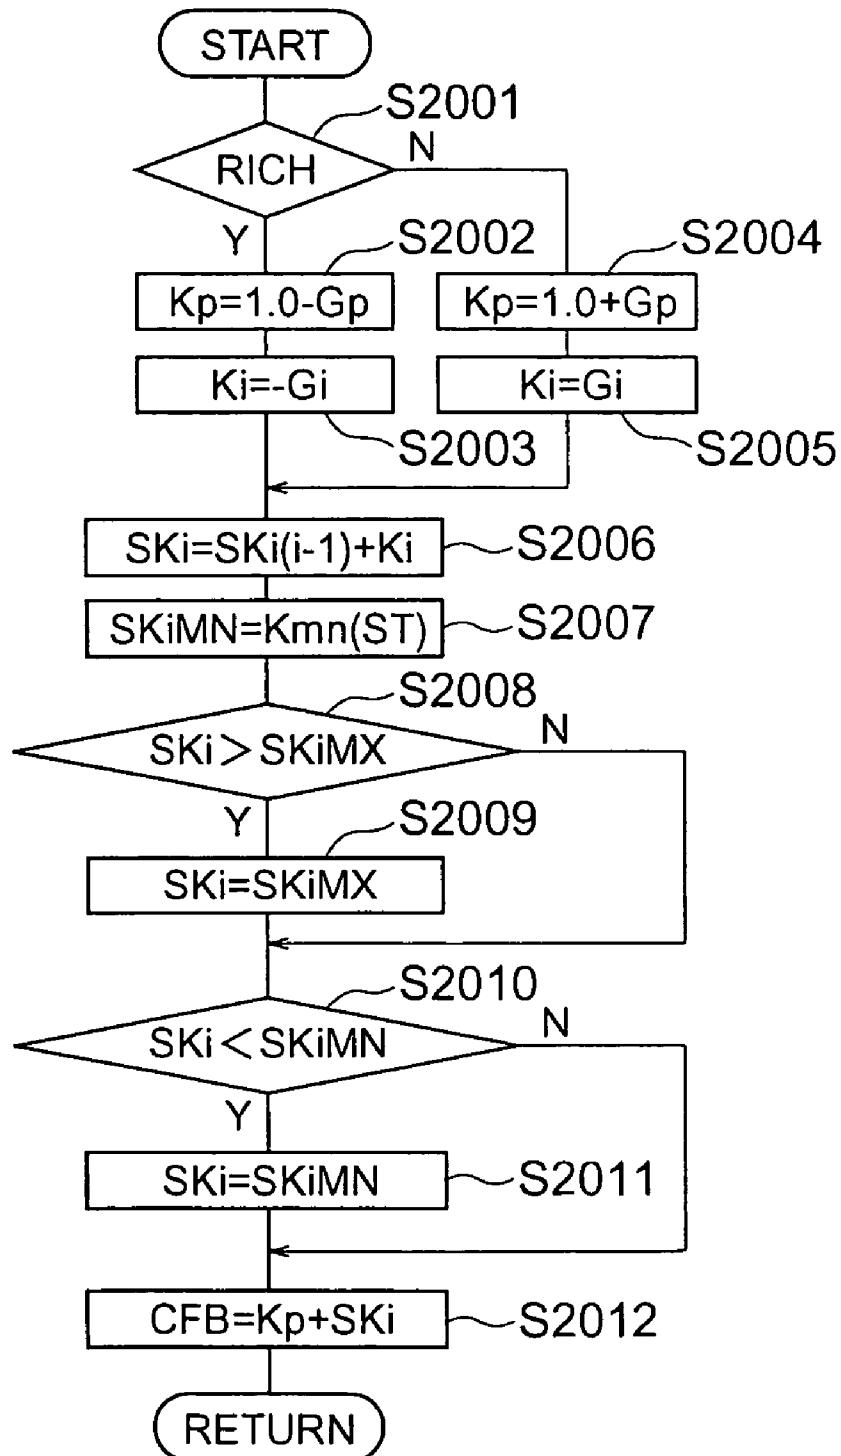 START
S2001
RICH
N
Y
S2002
S2004
Kp=1.0-Gp
Kp=1.0+Gp
Ki=-Gi
Ki=Gi
S2003
S2005
SKi=SKi(i-1)+Ki
S2006
SKiMN=Kmn(ST)
S2007
S2008
SKi>SKiMX
N
Y
S2009
SKi=SKiMX
S2010
SKi<SKiMN
N
Y
SKi=SKiMN
S2011
CFB=Kp+SKi
S2012
RETURN